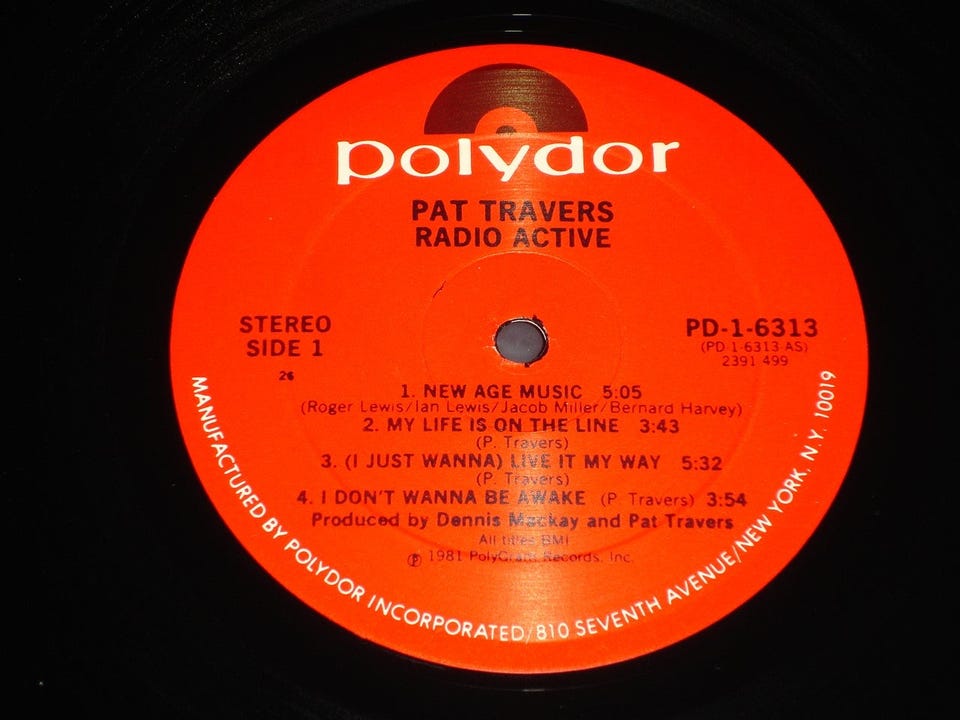 polydor
PAT TRAVERS
RADIO ACTIVE
STEREO
SIDE 1
26
PD-1-6313
(PD 1-6313 AS)
2391 499
1. NEW AGE MUSIC 5:05
(Roger Lewis/Ian Lewis/Jacob Miller/Bernard Harvey)
2. MY LIFE IS ON THE LINE 3:43
(P. Travers)
3. (I JUST WANNA) LIVE IT MY WAY 5:32
(P. Travers)
4. I DON'T WANNA BE AWAKE (P. Travers) 3:54
Produced by Dennis Mackay and Pat Travers
All titles BMI
℗ 1981 PolyGram Records, Inc.
MANUFACTURED BY POLYDOR INCORPORATED/810 SEVENTH AVENUE/NEW YORK, N.Y. 10019